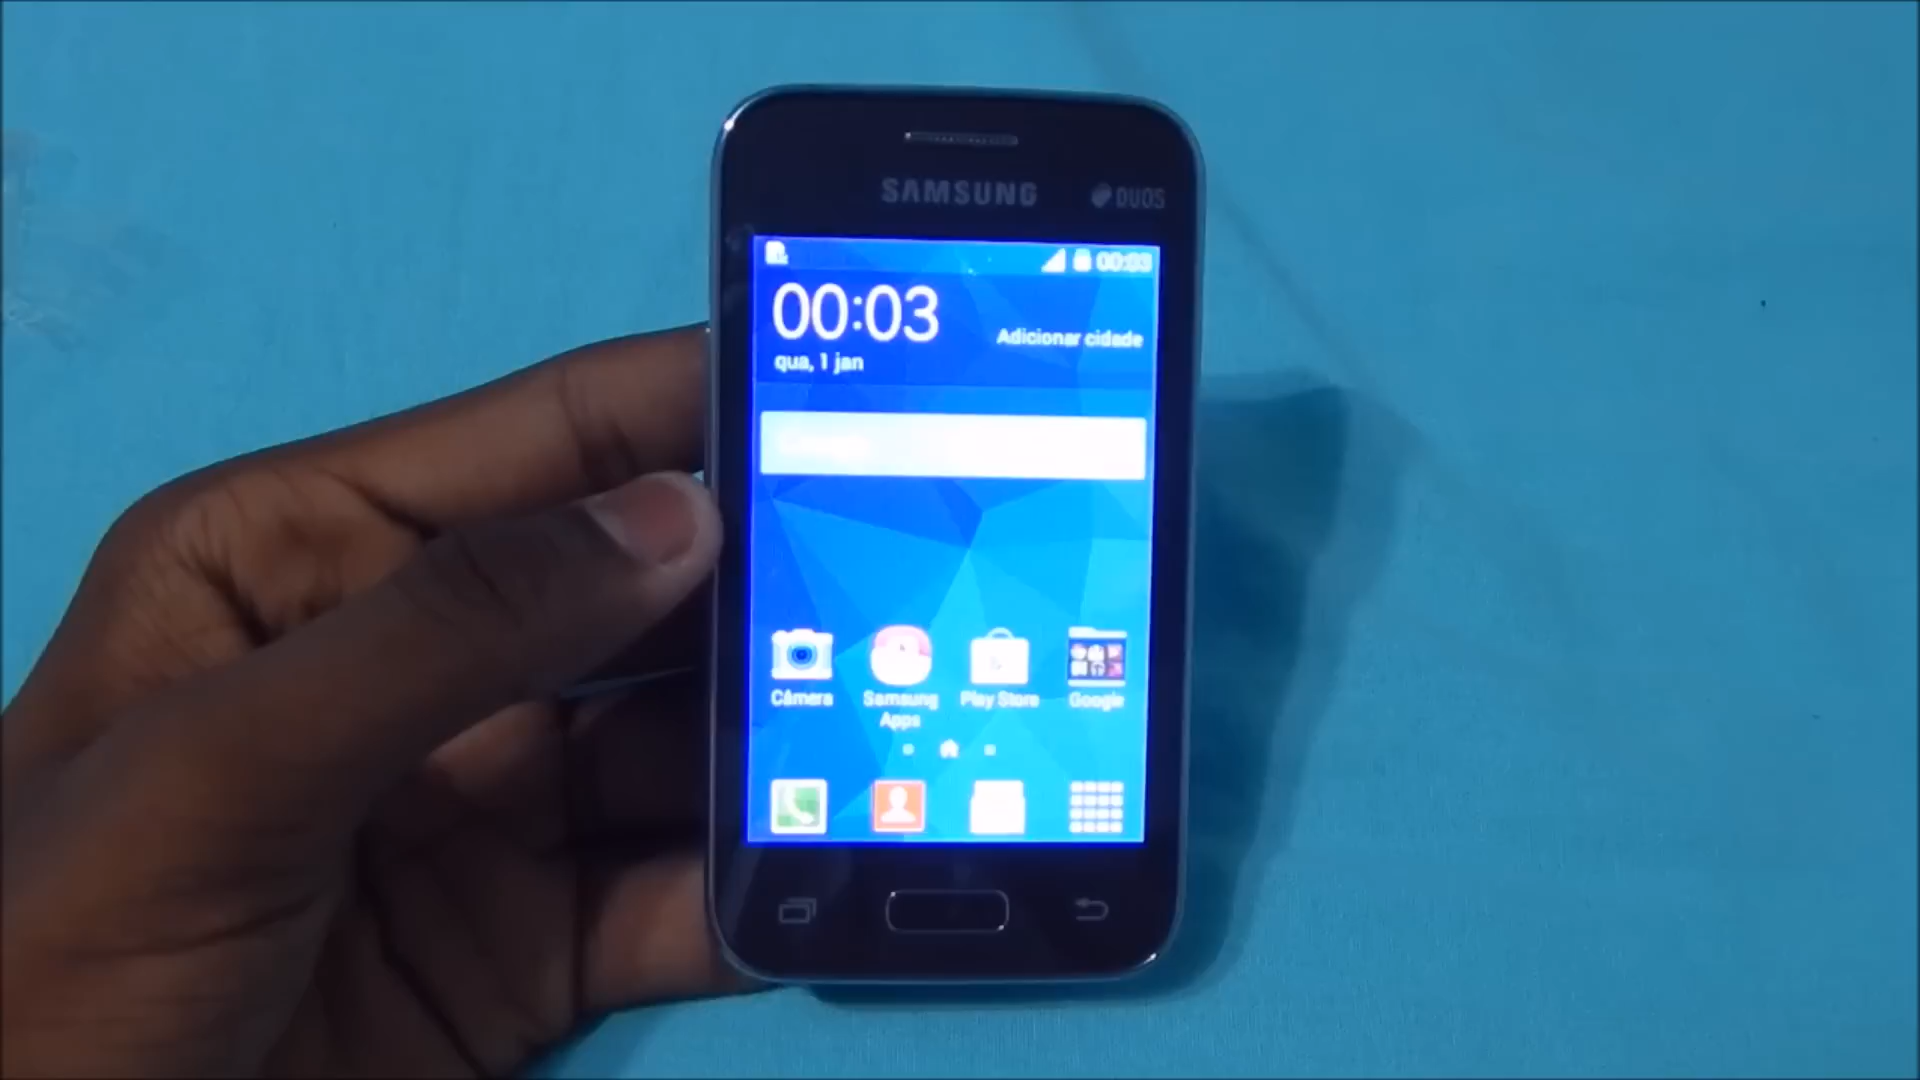 SAMSUNG
DUOS
00:03
00:03
Adicionar cidade
qua, 1 jan
Câmera
Samsung
Apps
Play Store
Google